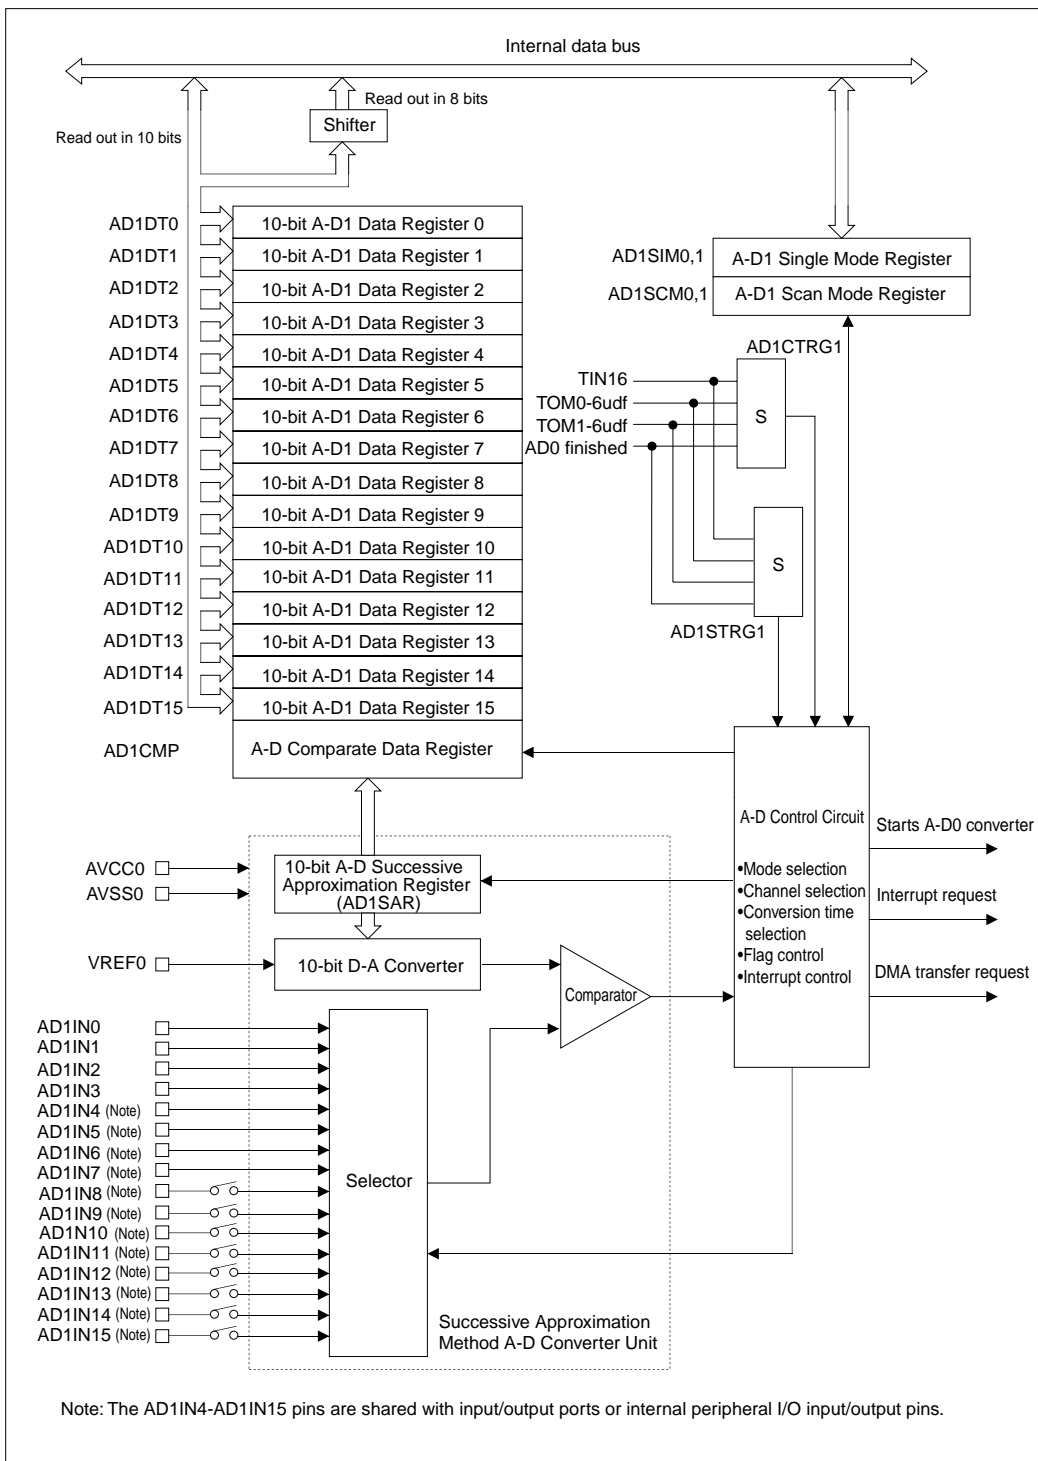 Internal data bus
Read out in 8 bits
Shifter
Read out in 10 bits
AD1DT0 10-bit A-D1 Data Register 0
AD1DT1 10-bit A-D1 Data Register 1
AD1DT2 10-bit A-D1 Data Register 2
AD1DT3 10-bit A-D1 Data Register 3
AD1DT4 10-bit A-D1 Data Register 4
AD1DT5 10-bit A-D1 Data Register 5
AD1DT6 10-bit A-D1 Data Register 6
AD1DT7 10-bit A-D1 Data Register 7
AD1DT8 10-bit A-D1 Data Register 8
AD1DT9 10-bit A-D1 Data Register 9
AD1DT10 10-bit A-D1 Data Register 10
AD1DT11 10-bit A-D1 Data Register 11
AD1DT12 10-bit A-D1 Data Register 12
AD1DT13 10-bit A-D1 Data Register 13
AD1DT14 10-bit A-D1 Data Register 14
AD1DT15 10-bit A-D1 Data Register 15
AD1CMP A-D Comparate Data Register
AD1SIM0,1 A-D1 Single Mode Register
AD1SCM0,1 A-D1 Scan Mode Register
AD1CTRG1
TIN16
TOM0-6udf
TOM1-6udf
AD0 finished
S
S
AD1STRG1
A-D Control Circuit
•Mode selection
•Channel selection
•Conversion time
selection
•Flag control
•Interrupt control
Starts A-D0 converter
Interrupt request
DMA transfer request
AVCC0
AVSS0
10-bit A-D Successive
Approximation Register
(AD1SAR)
VREF0
10-bit D-A Converter
Comparator
AD1IN0
AD1IN1
AD1IN2
AD1IN3
AD1IN4 (Note)
AD1IN5 (Note)
AD1IN6 (Note)
AD1IN7 (Note)
AD1IN8 (Note)
AD1IN9 (Note)
AD1N10 (Note)
AD1IN11 (Note)
AD1IN12 (Note)
AD1IN13 (Note)
AD1IN14 (Note)
AD1IN15 (Note)
Selector
Successive Approximation
Method A-D Converter Unit
Note: The AD1IN4-AD1IN15 pins are shared with input/output ports or internal peripheral I/O input/output pins.